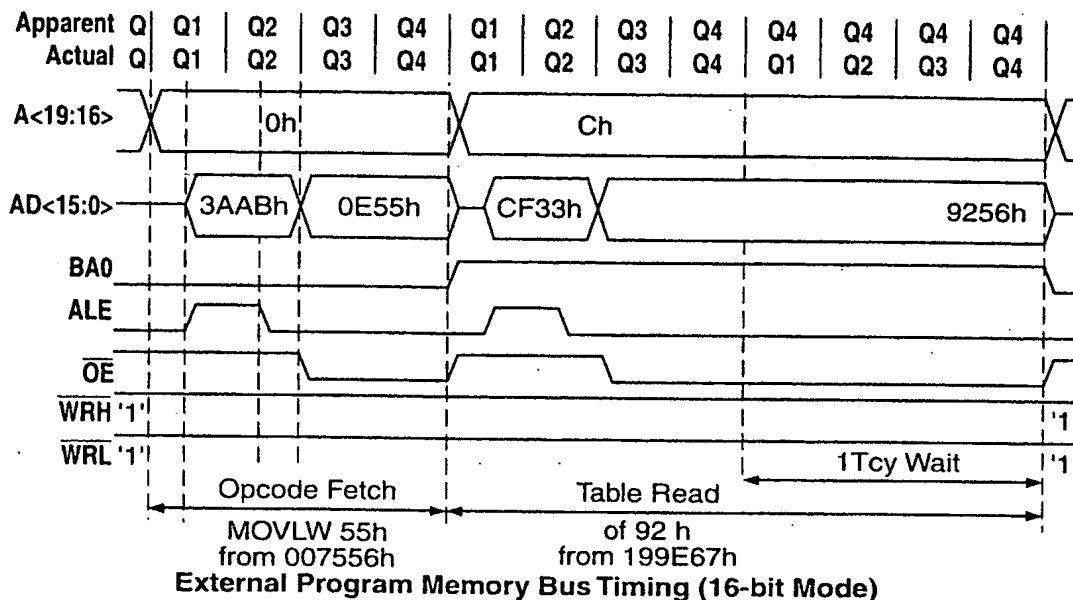 Apparent Q Q1 Q2 Q3 Q4 Q1 Q2 Q3 Q4 Q4 Q4 Q4 Q4
Actual Q Q1 Q2 Q3 Q4 Q1 Q2 Q3 Q4 Q1 Q2 Q3 Q4
A<19:16> 0h Ch
AD<15:0> 3AABh 0E55h CF33h 9256h
BA0
ALE
OE
WRH '1' '1
WRL '1' '1
1Tcy Wait
Opcode Fetch Table Read
MOVLW 55h of 92 h
from 007556h from 199E67h
External Program Memory Bus Timing (16-bit Mode)